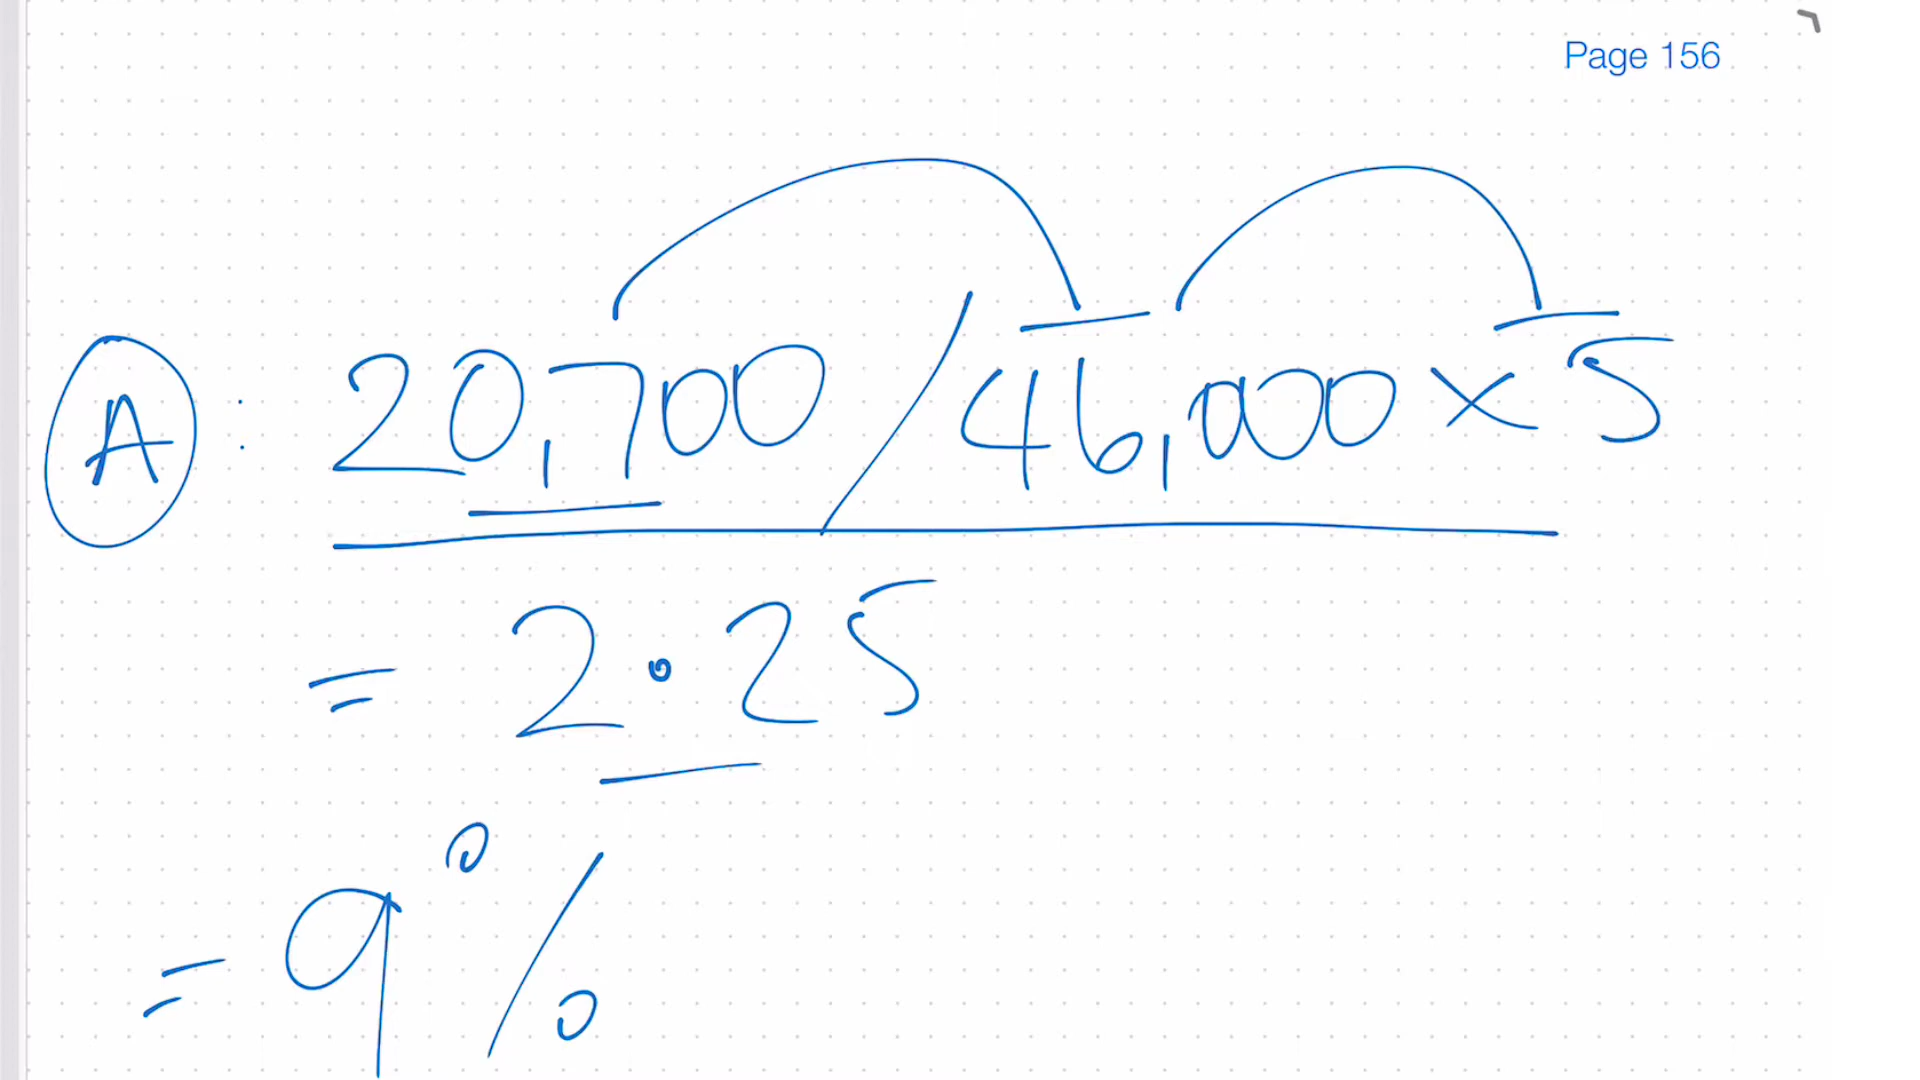 Page 156
A : 20,700 / 46,000 × 5
= 2.25
= 9%